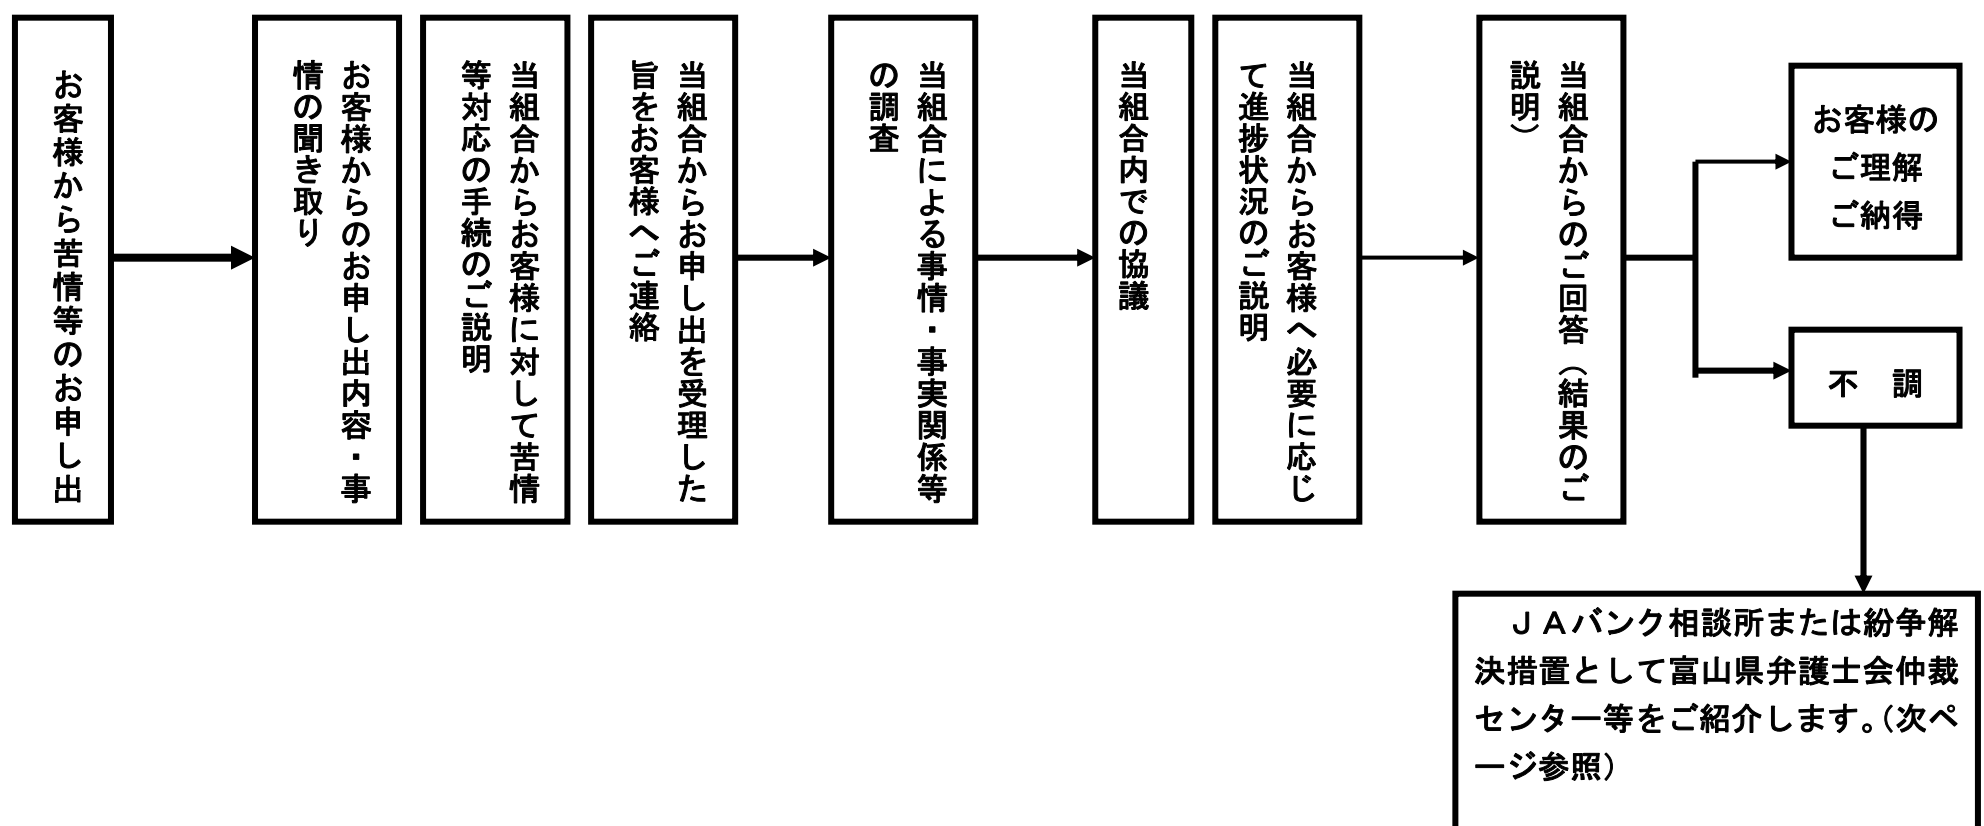 お客様から苦情等のお申し出
お客様からのお申し出内容・事
情の聞き取り
当組合からお客様に対して苦情
等対応の手続のご説明
当組合からお申し出を受理した
旨をお客様へご連絡
当組合による事情・事実関係等
の調査
当組合内での協議
当組合からお客様へ必要に応じ
て進捗状況のご説明
当組合からのご回答（結果のご
説明）
お客様の
ご理解
ご納得
不　調
ＪＡバンク相談所または紛争解
決措置として富山県弁護士会仲裁
センター等をご紹介します。（次ペ
ージ参照）